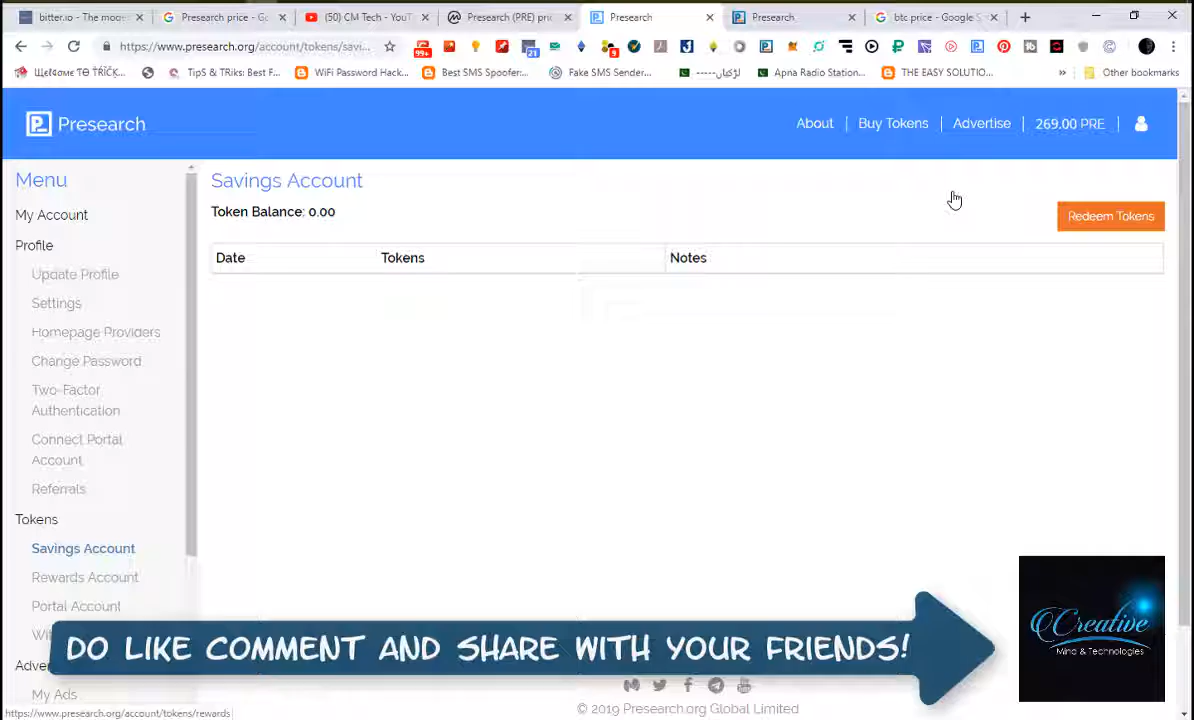 bitter.io - The mode
Presearch price - Go
(50) CM Tech - YouT
Presearch (PRE) pric
Presearch
Presearch
btc price - Google S
https://www.presearch.org/account/tokens/savi...
99+
21
9
WiFi Password Hack...
TipS & TRiks: Best F...
Best SMS Spoofer:...
Fake SMS Sender...
لڑکیاں-----
Apna Radio Station...
THE EASY SOLUTIO...
Other bookmarks
Presearch
About
Buy Tokens
Advertise
269.00 PRE
Menu
My Account
Profile
Update Profile
Settings
Homepage Providers
Change Password
Two-Factor
Authentication
Connect Portal
Account
Referrals
Tokens
Savings Account
Rewards Account
Portal Account
My Ads
Savings Account
Token Balance: 0.00
Redeem Tokens
Date Tokens Notes
DO LIKE COMMENT AND SHARE WITH YOUR FRIENDS!
Creative
Mind & Technologies
© 2019 Presearch.org Global Limited
https://www.presearch.org/account/tokens/rewards